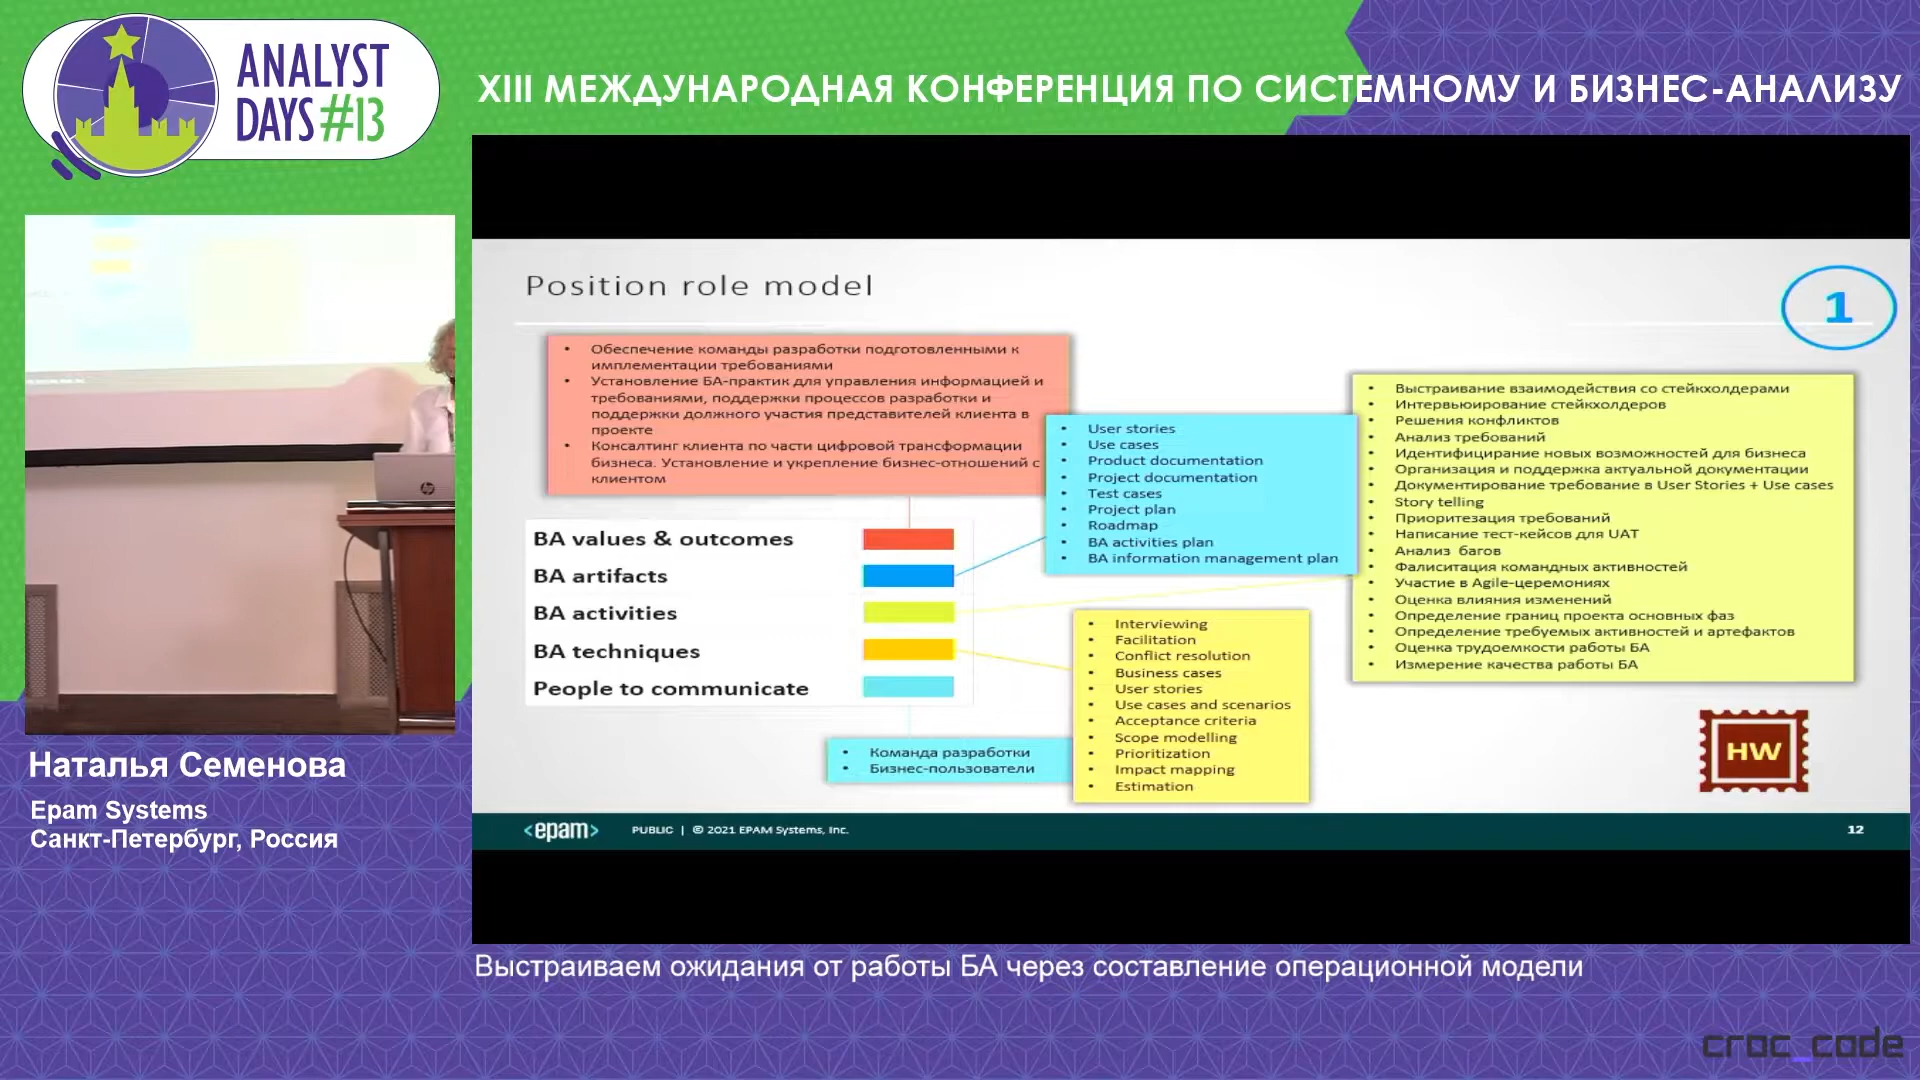 ANALYST
DAYS #13
XIII МЕЖДУНАРОДНАЯ КОНФЕРЕНЦИЯ ПО СИСТЕМНОМУ И БИЗНЕС-АНАЛИЗУ
Position role model
1
• Обеспечение команды разработки подготовленными к
имплементации требованиями
• Установление БА-практик для управления информацией и
требованиями, поддержки процессов разработки и
поддержки должного участия представителей клиента в
проекте
• Консалтинг клиента по части цифровой трансформации
бизнеса. Установление и укрепление бизнес-отношений с
клиентом
• User stories
• Use cases
• Product documentation
• Project documentation
• Test cases
• Project plan
• Roadmap
• BA activities plan
• BA information management plan
• Выстраивание взаимодействия со стейкхолдерами
• Интервьюирование стейкхолдеров
• Решения конфликтов
• Анализ требований
• Идентифицирание новых возможностей для бизнеса
• Организация и поддержка актуальной документации
• Документирование требование в User Stories + Use cases
• Story telling
• Приоритезация требований
• Написание тест-кейсов для UAT
• Анализ багов
• Фалиситация командных активностей
• Участие в Agile-церемониях
• Оценка влияния изменений
• Определение границ проекта основных фаз
• Определение требуемых активностей и артефактов
• Оценка трудоемкости работы БА
• Измерение качества работы БА
BA values & outcomes
BA artifacts
BA activities
BA techniques
People to communicate
• Interviewing
• Facilitation
• Conflict resolution
• Business cases
• User stories
• Use cases and scenarios
• Acceptance criteria
• Scope modelling
• Prioritization
• Impact mapping
• Estimation
• Команда разработки
• Бизнес-пользователи
HW
<epam> PUBLIC | © 2021 EPAM Systems, Inc. 12
hp
Наталья Семенова
Epam Systems
Санкт-Петербург, Россия
Выстраиваем ожидания от работы БА через составление операционной модели
croc_code